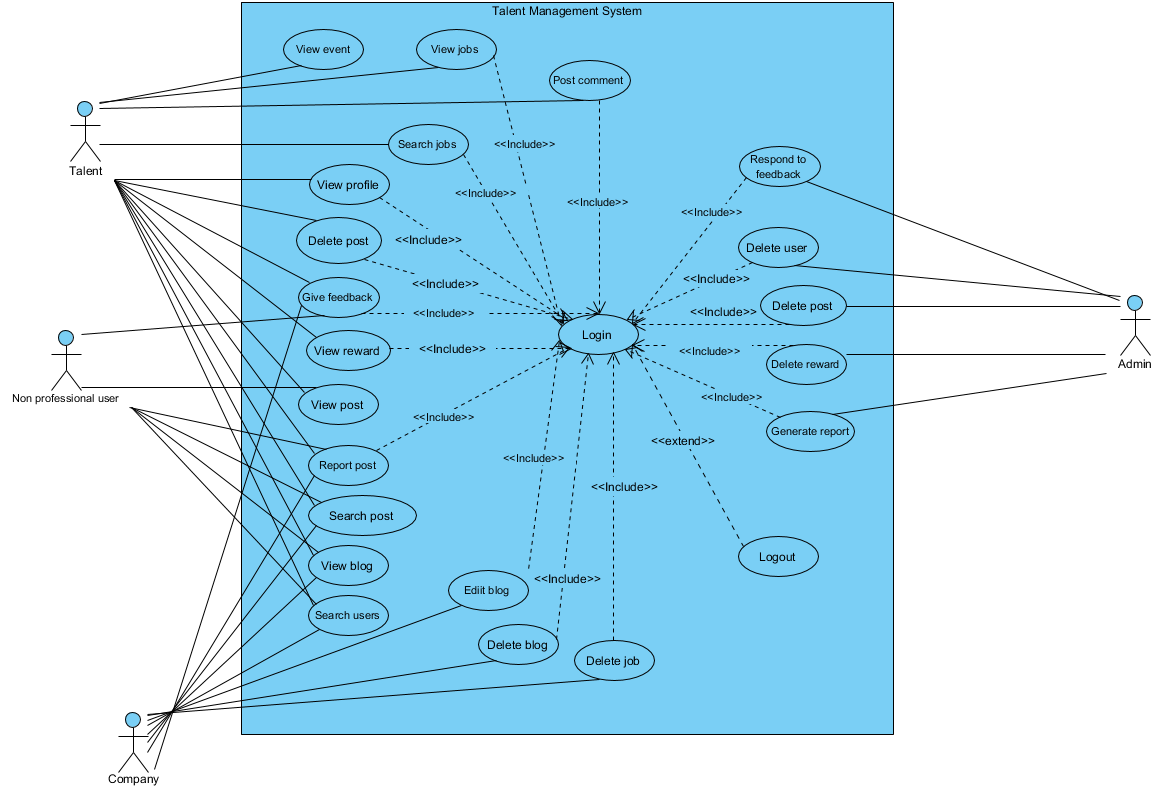 Talent Management System
View event
View jobs
Post comment
Talent
Search jobs
<<Include>>
Respond to
feedback
View profile
<<Include>>
<<Include>>
<<Include>>
Delete post
<<Include>>
Delete user
<<Include>>
<<Include>>
Give feedback
<<Include>>
Delete post
<<Include>>
Login
Non professional user
View reward
<<Include>>
<<Include>>
Delete reward
Admin
View post
<<Include>>
<<Include>>
Generate report
<<extend>>
Report post
<<Include>>
<<Include>>
Search post
Logout
View blog
<<Include>>
Ediit blog
Search users
Delete blog
Delete job
Company